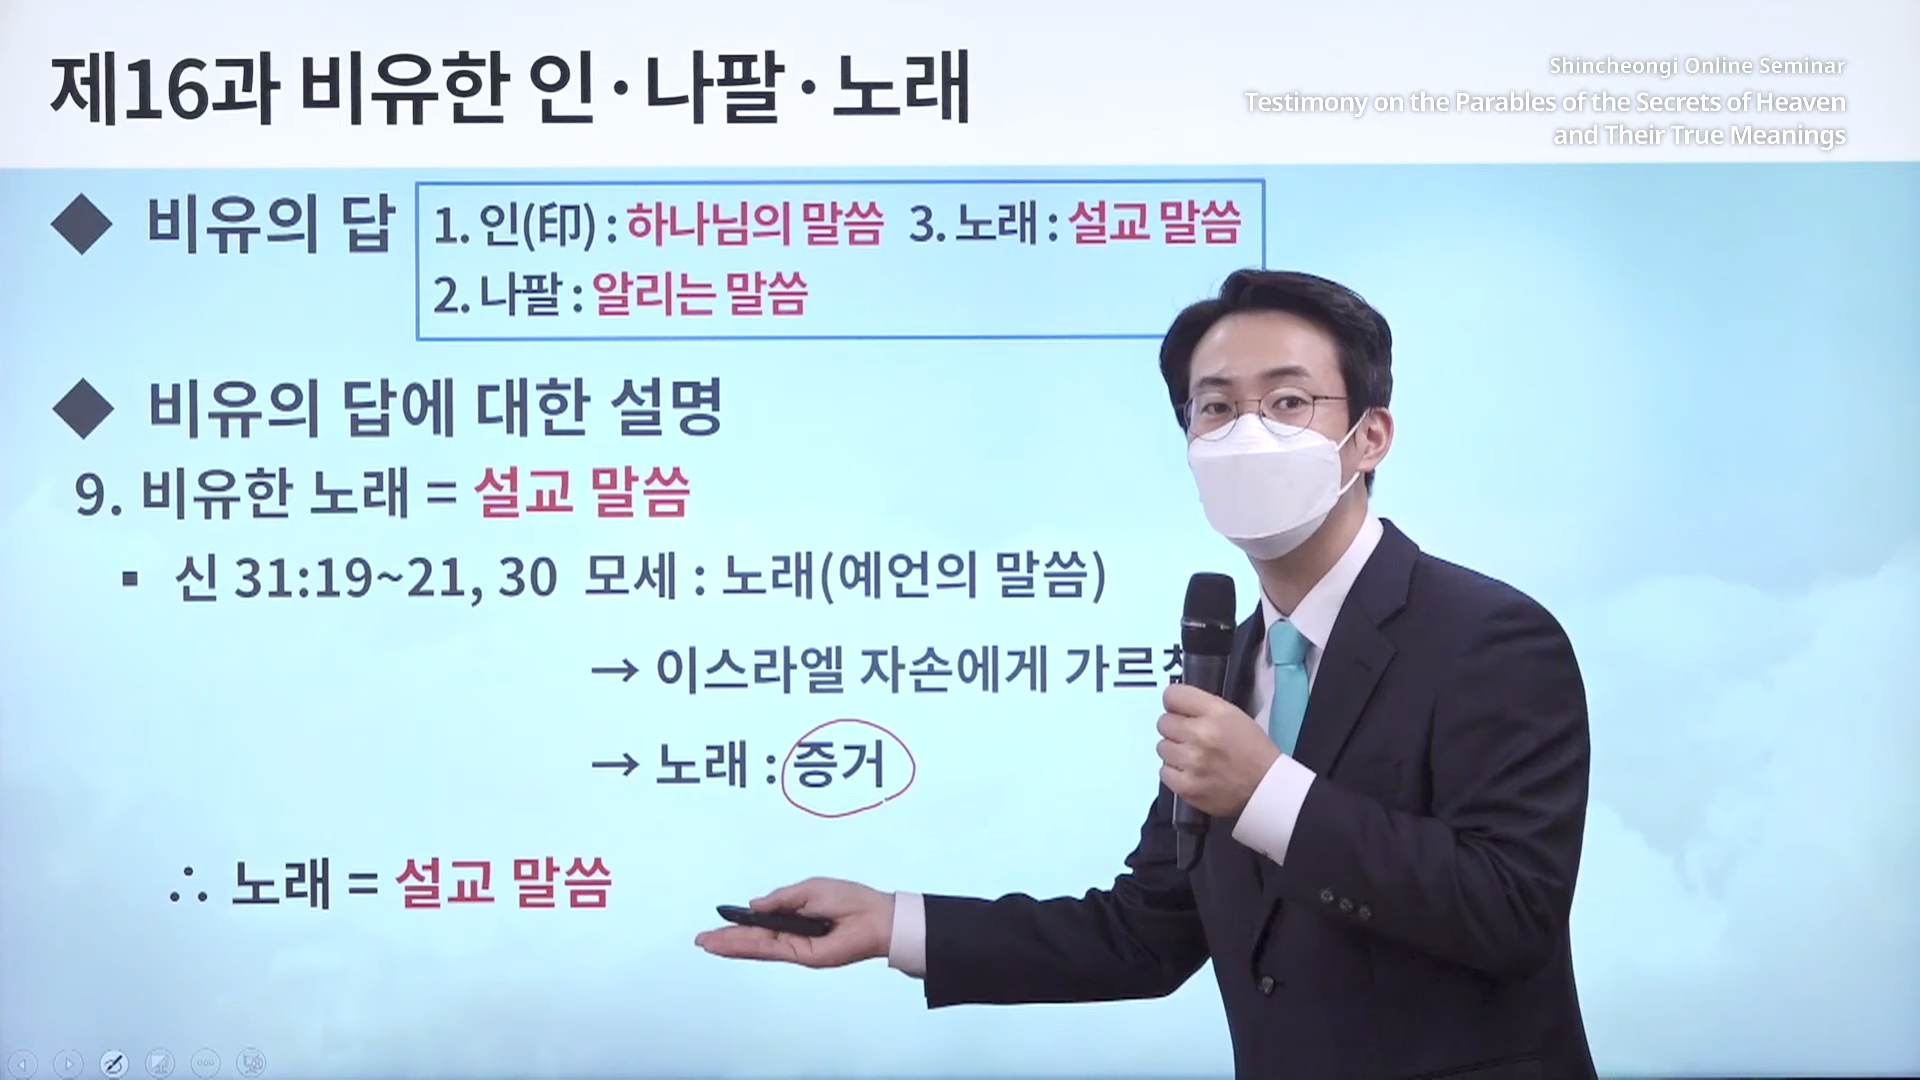 제16과 비유한 인·나팔·노래
Shincheongi Online Seminar
Testimony on the Parables of the Secrets of Heaven
and Their True Meanings
◆ 비유의 답
1. 인(印) : 하나님의 말씀 3. 노래 : 설교 말씀
2. 나팔 : 알리는 말씀
◆ 비유의 답에 대한 설명
9. 비유한 노래 = 설교 말씀
▪ 신 31:19~21, 30 모세 : 노래(예언의 말씀)
→ 이스라엘 자손에게
→ 노래 : 증거
∴ 노래 = 설교 말씀